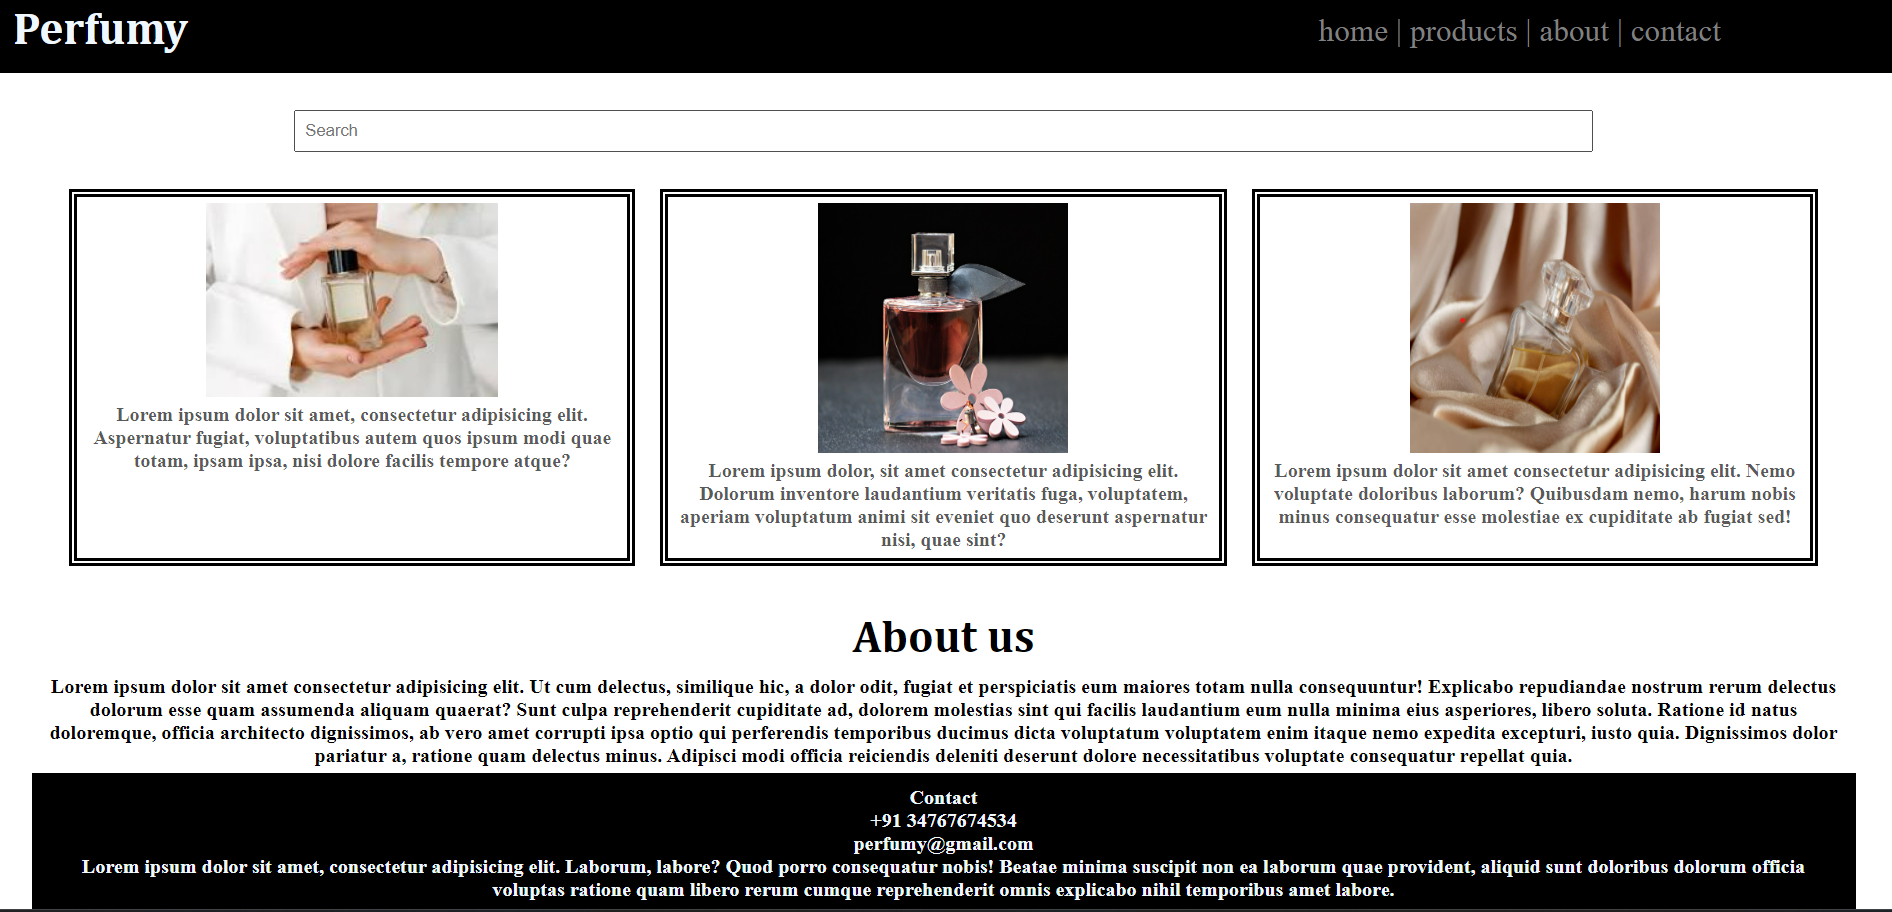 Perfumy
home | products | about | contact
Search
Lorem ipsum dolor sit amet, consectetur adipisicing elit.
Aspernatur fugiat, voluptatibus autem quos ipsum modi quae
totam, ipsam ipsa, nisi dolore facilis tempore atque?
Lorem ipsum dolor, sit amet consectetur adipisicing elit.
Dolorum inventore laudantium veritatis fuga, voluptatem,
aperiam voluptatum animi sit eveniet quo deserunt aspernatur
nisi, quae sint?
Lorem ipsum dolor sit amet consectetur adipisicing elit. Nemo
voluptate doloribus laborum? Quibusdam nemo, harum nobis
minus consequatur esse molestiae ex cupiditate ab fugiat sed!
About us
Lorem ipsum dolor sit amet consectetur adipisicing elit. Ut cum delectus, similique hic, a dolor odit, fugiat et perspiciatis eum maiores totam nulla consequuntur! Explicabo repudiandae nostrum rerum delectus
dolorum esse quam assumenda aliquam quaerat? Sunt culpa reprehenderit cupiditate ad, dolorem molestias sint qui facilis laudantium eum nulla minima eius asperiores, libero soluta. Ratione id natus
doloremque, officia architecto dignissimos, ab vero amet corrupti ipsa optio qui perferendis temporibus ducimus dicta voluptatum voluptatem enim itaque nemo expedita excepturi, iusto quia. Dignissimos dolor
pariatur a, ratione quam delectus minus. Adipisci modi officia reiciendis deleniti deserunt dolore necessitatibus voluptate consequatur repellat quia.
Contact
+91 34767674534
perfumy@gmail.com
Lorem ipsum dolor sit amet, consectetur adipisicing elit. Laborum, labore? Quod porro consequatur nobis! Beatae minima suscipit non ea laborum quae provident, aliquid sunt doloribus dolorum officia
voluptas ratione quam libero rerum cumque reprehenderit omnis explicabo nihil temporibus amet labore.